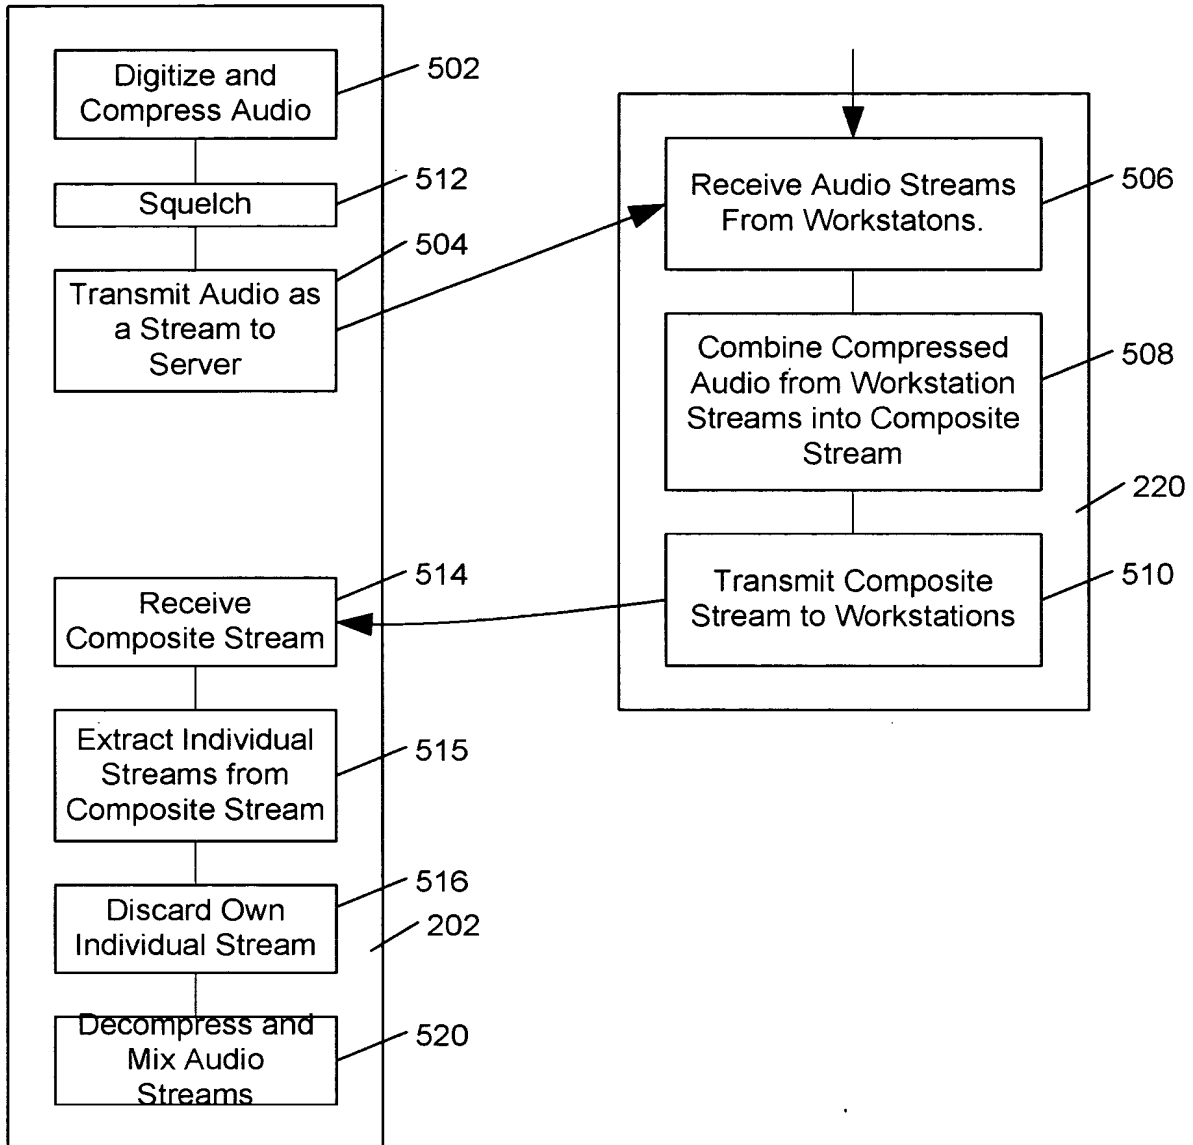 Digitize and
Compress Audio
502
Squelch
512
Transmit Audio as
a Stream to
Server
504
Receive Audio Streams
From Workstatons.
506
Combine Compressed
Audio from Workstation
Streams into Composite
Stream
508
220
Transmit Composite
Stream to Workstations
510
Receive
Composite Stream
514
Extract Individual
Streams from
Composite Stream
515
Discard Own
Individual Stream
516
202
Decompress and
Mix Audio
Streams
520